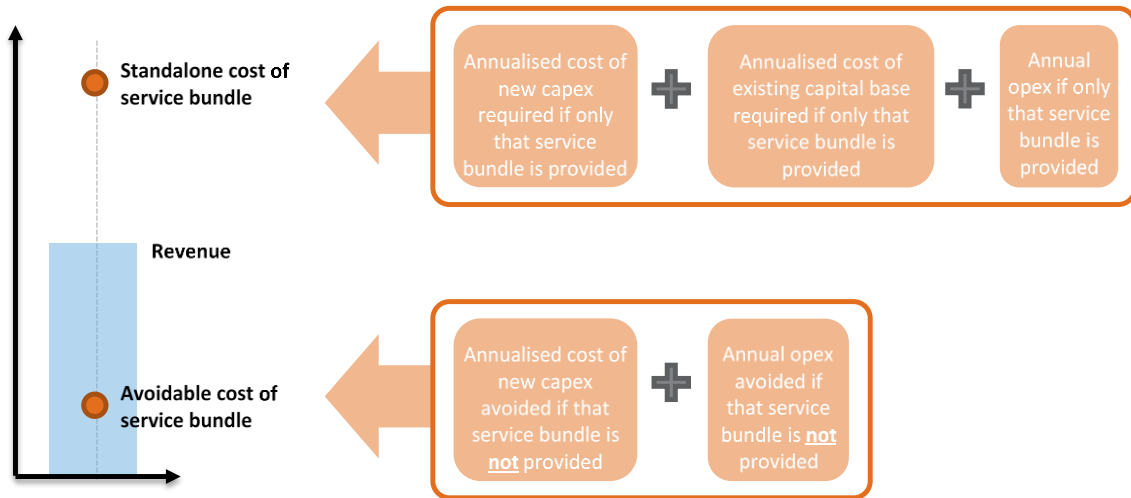 Standalone cost of
service bundle
Annualised cost of
new capex
required if only
that service
bundle is provided
Annualised cost of
existing capital base
required if only that
service bundle is
provided
Annual
opex if only
that service
bundle is
provided
Revenue
Avoidable cost of
service bundle
Annualised cost of
new capex
avoided if that
service bundle is
not provided
Annual opex
avoided if
that service
bundle is not
provided